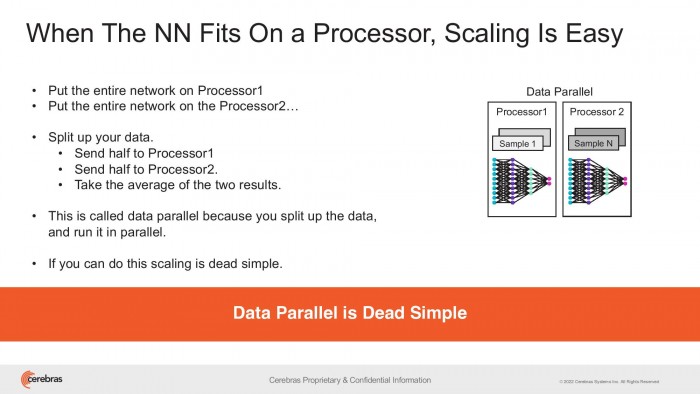 When The NN Fits On a Processor, Scaling Is Easy
• Put the entire network on Processor1
• Put the entire network on the Processor2…
• Split up your data.
• Send half to Processor1
• Send half to Processor2.
• Take the average of the two results.
• This is called data parallel because you split up the data,
and run it in parallel.
• If you can do this scaling is dead simple.
Data Parallel
Processor1
Sample 1
Processor 2
Sample N
Data Parallel is Dead Simple
cerebras
Cerebras Proprietary & Confidential Information
© 2022 Cerebras Systems Inc. All Rights Reserved